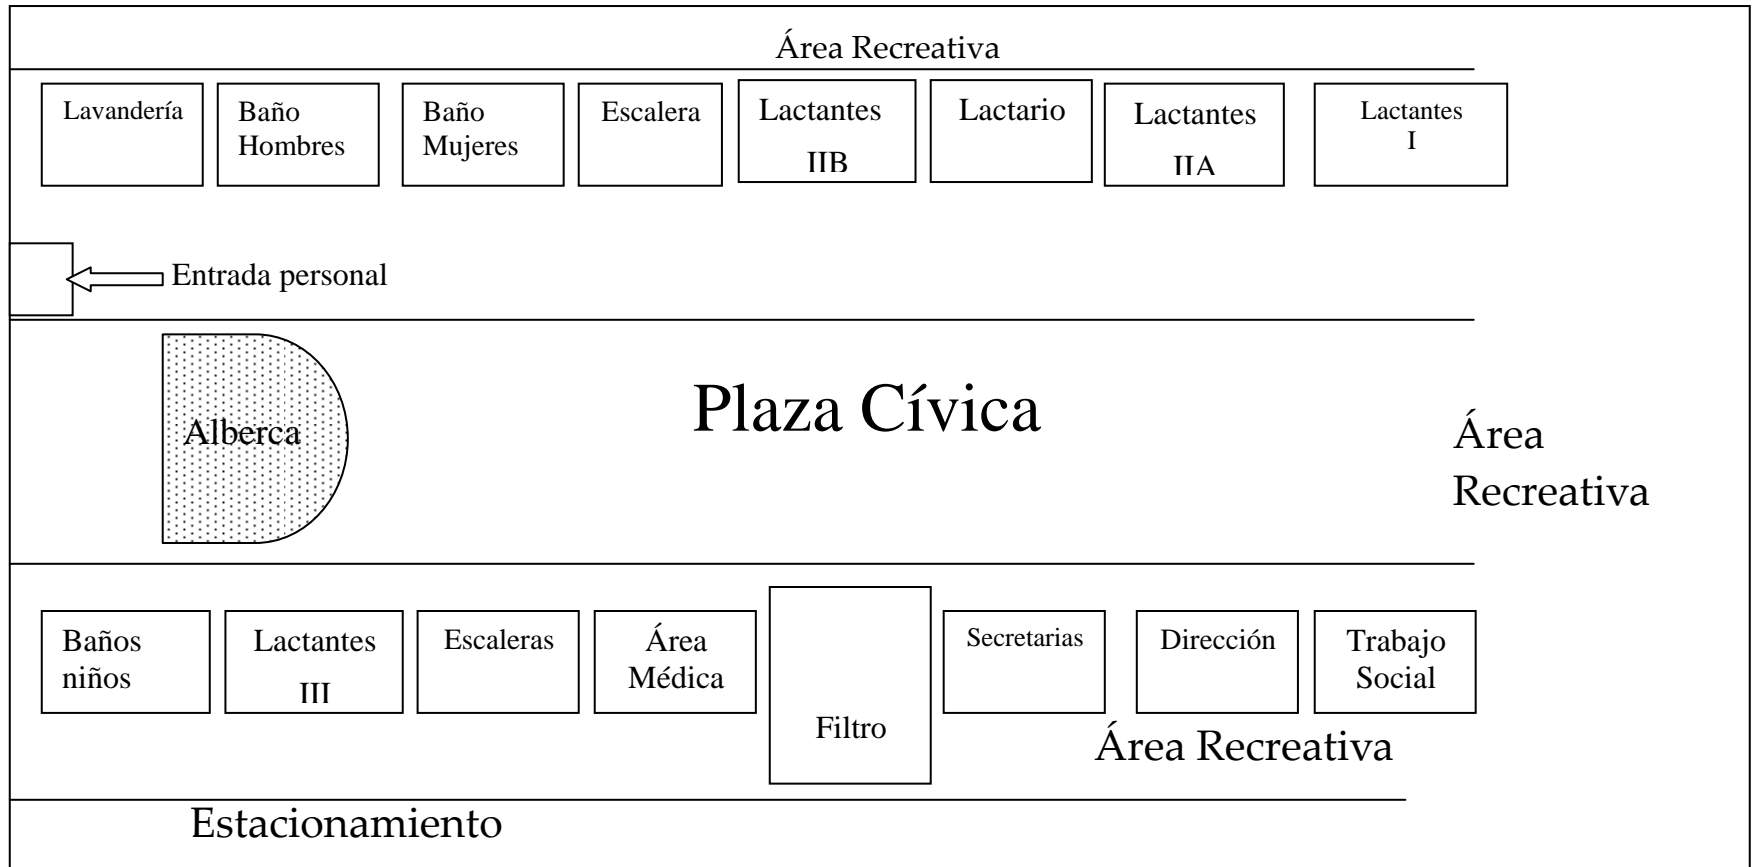 Área Recreativa
Lavandería
Baño
Hombres
Baño
Mujeres
Escalera
Lactantes
IIB
Lactario
Lactantes
IIA
Lactantes
I
Entrada personal
Alberca
Plaza Cívica
Área
Recreativa
Baños
niños
Lactantes
III
Escaleras
Área
Médica
Filtro
Secretarias
Dirección
Trabajo
Social
Área Recreativa
Estacionamiento